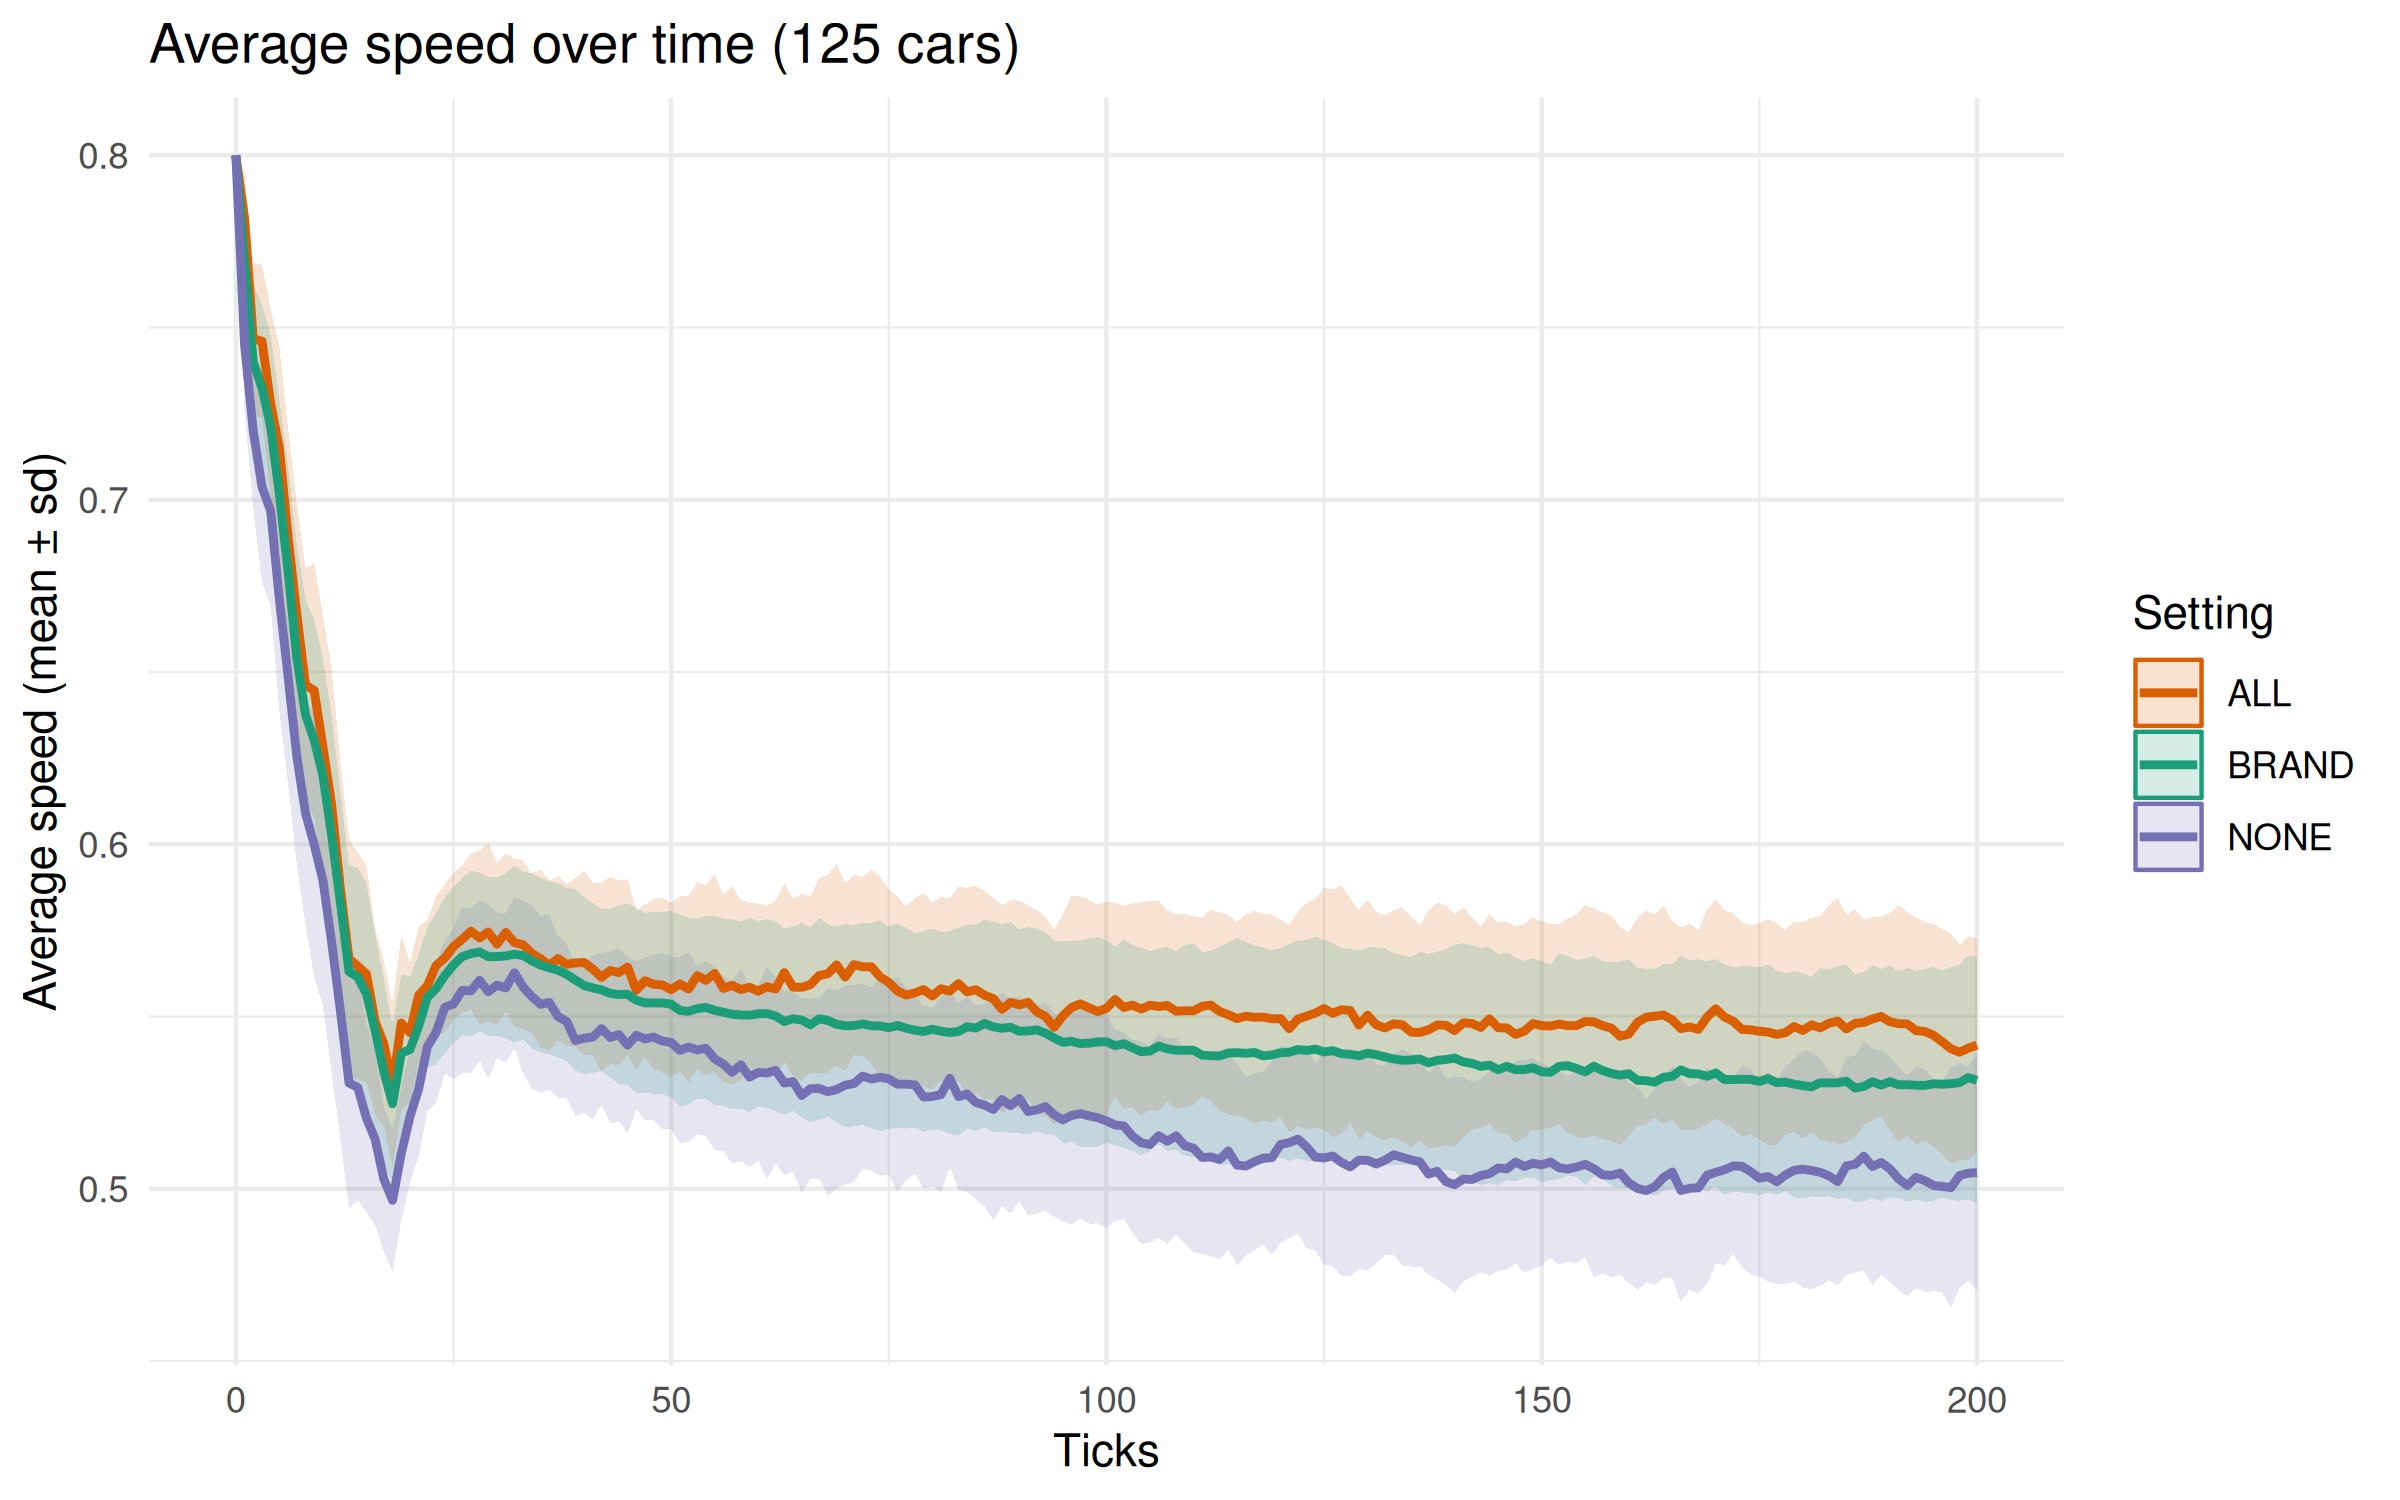 Average speed over time (125 cars)
Average speed (mean ± sd)
0.8
0.7
0.6
0.5
0
50
100
150
200
Ticks
Setting
ALL
BRAND
NONE